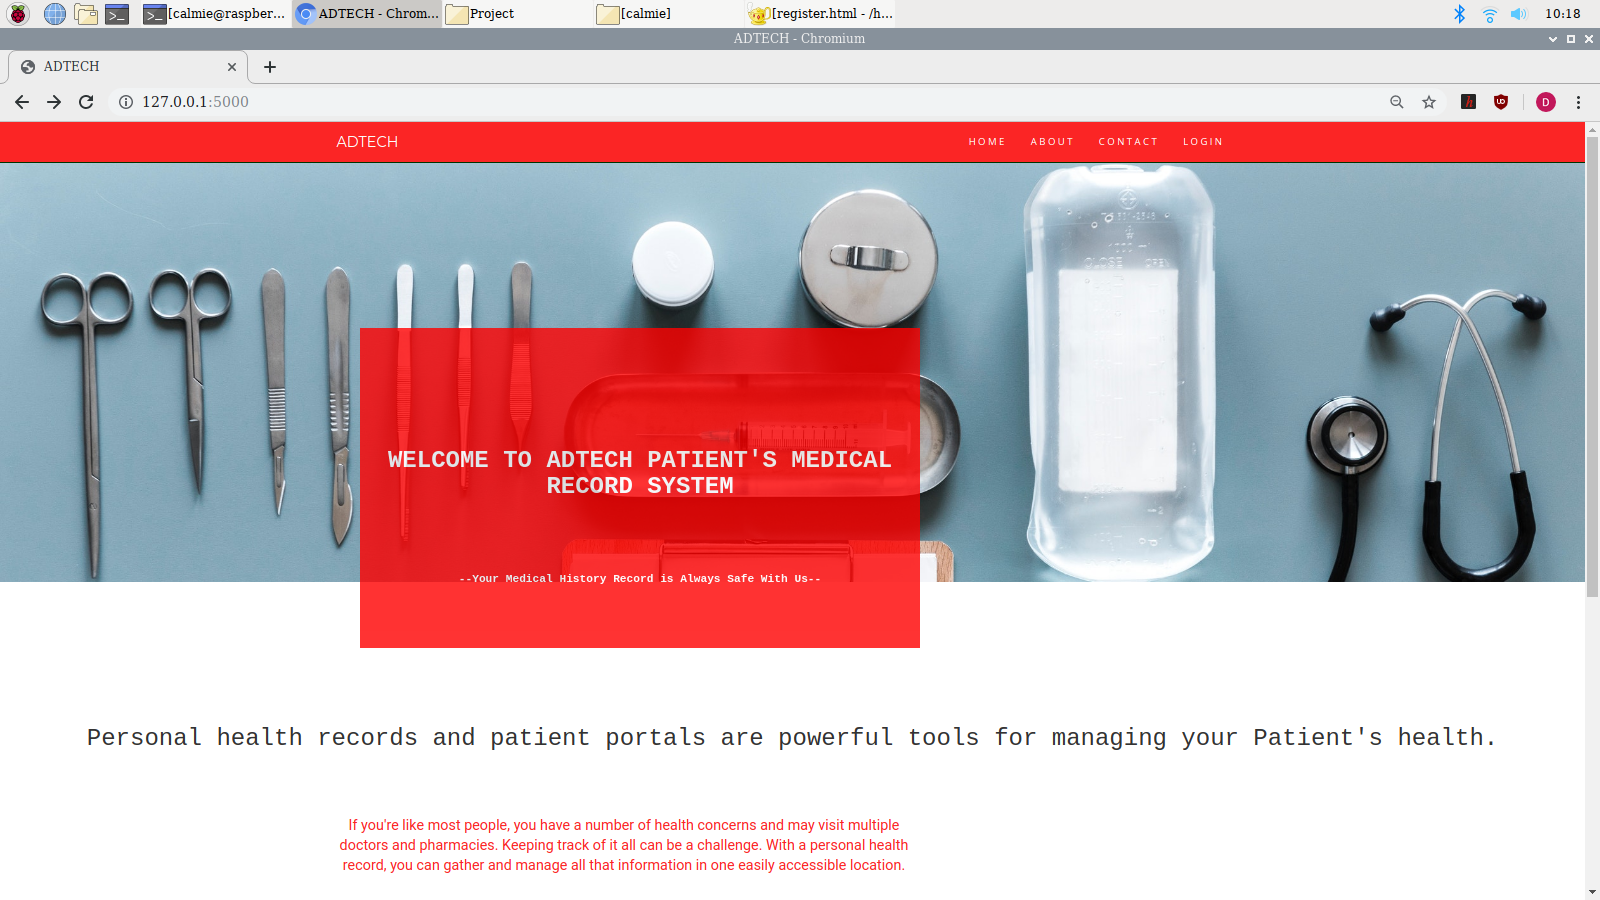 [calmie@raspber...
ADTECH - Chrom...
Project
[calmie]
[register.html - /h...
10:18
ADTECH - Chromium
ADTECH
127.0.0.1:5000
D
ADTECH
HOME
ABOUT
CONTACT
LOGIN
CLOSE
OPEN
WELCOME TO ADTECH PATIENT'S MEDICAL
RECORD SYSTEM
--Your Medical History Record is Always Safe With Us--
Personal health records and patient portals are powerful tools for managing your Patient's health.
If you're like most people, you have a number of health concerns and may visit multiple
doctors and pharmacies. Keeping track of it all can be a challenge. With a personal health
record, you can gather and manage all that information in one easily accessible location.